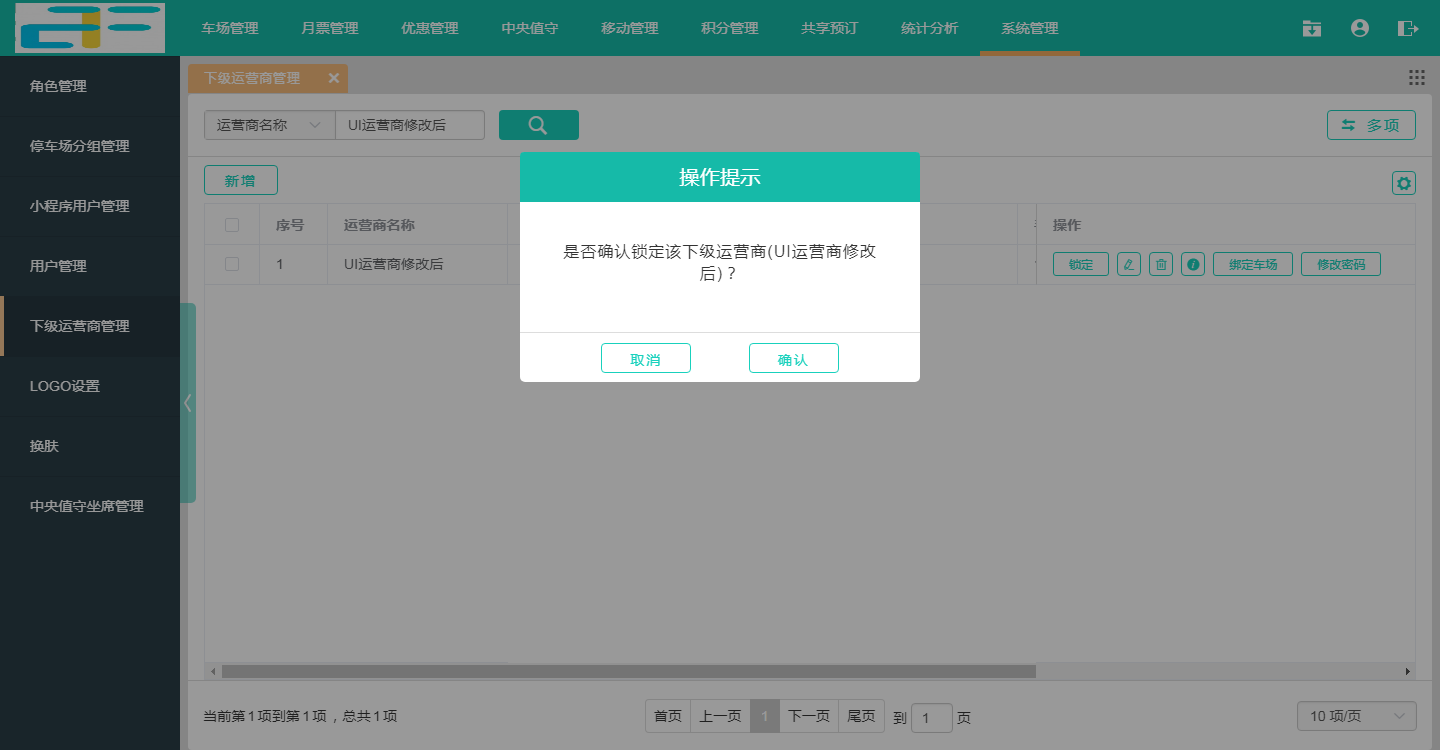 车场管理 月票管理 优惠管理 中央值守 移动管理 积分管理 共享预订 统计分析 系统管理
角色管理
停车场分组管理
小程序用户管理
用户管理
下级运营商管理
LOGO设置
换肤
中央值守坐席管理
下级运营商管理
运营商名称 UI运营商修改后 多项
新增
序号 运营商名称 操作
1 UI运营商修改后 锁定 绑定车场 修改密码
操作提示
是否确认锁定该下级运营商(UI运营商修改
后)？
取消 确认
当前第1项到第1项，总共1项 首页 上一页 1 下一页 尾页 到 1 页 10 项/页